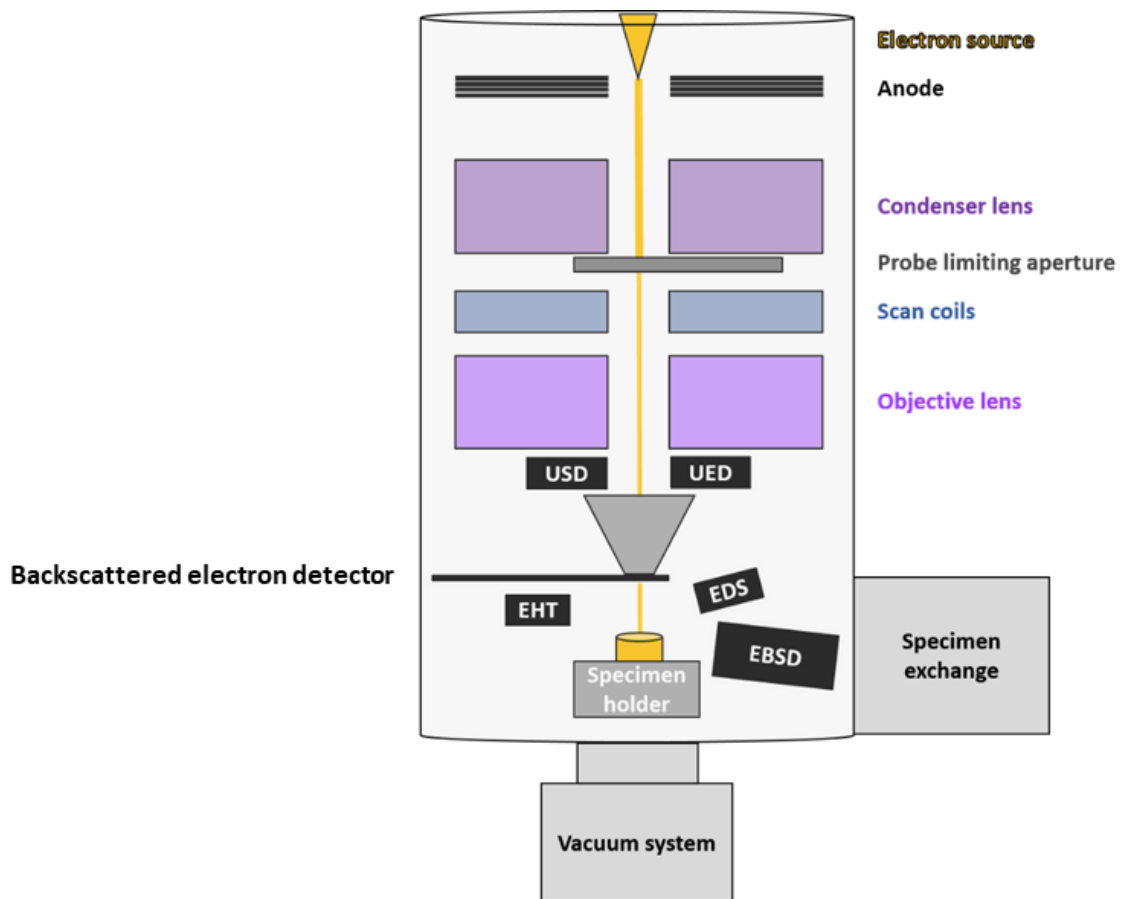 Electron source
Anode
Condenser lens
Probe limiting aperture
Scan coils
Objective lens
USD
UED
Backscattered electron detector
EHT
EDS
EBSD
Specimen
holder
Specimen
exchange
Vacuum system